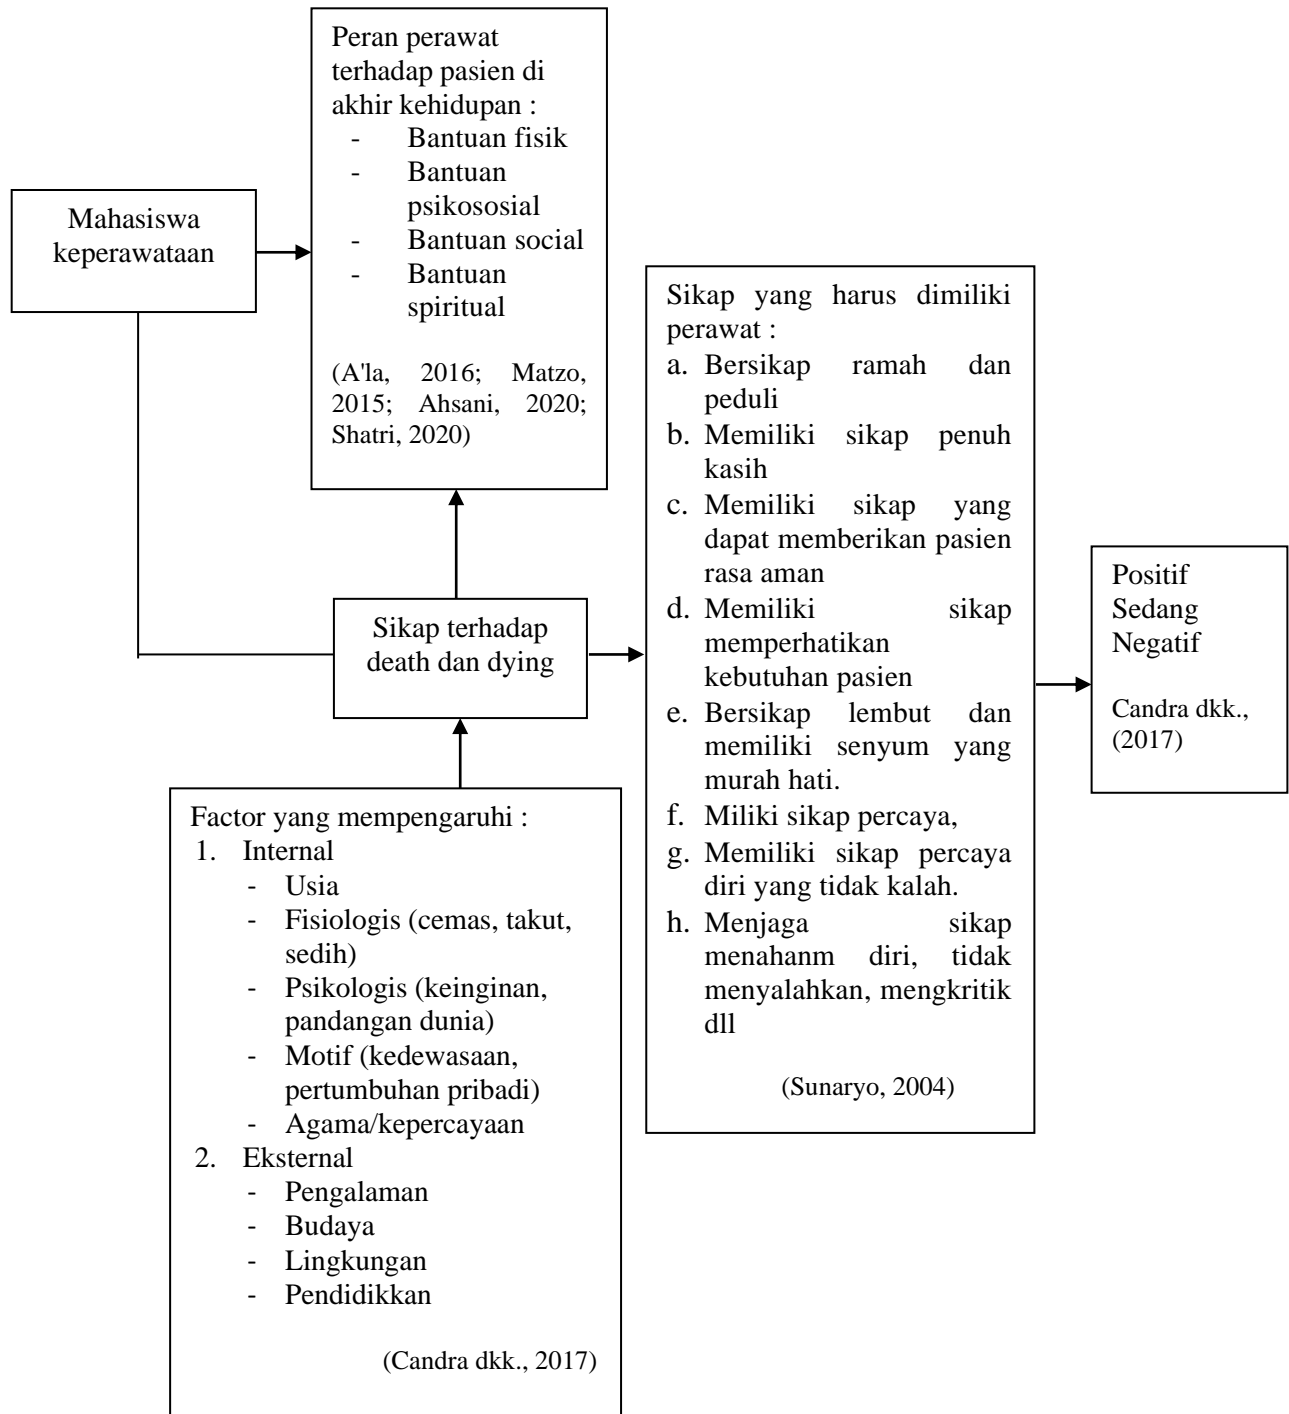 Peran perawat
terhadap pasien di
akhir kehidupan :
- Bantuan fisik
- Bantuan
psikososial
- Bantuan social
- Bantuan
spiritual
(A'la, 2016; Matzo,
2015; Ahsani, 2020;
Shatri, 2020)
Mahasiswa
keperawataan
Sikap terhadap
death dan dying
Sikap yang harus dimiliki
perawat :
a. Bersikap ramah dan
peduli
b. Memiliki sikap penuh
kasih
c. Memiliki sikap yang
dapat memberikan pasien
rasa aman
d. Memiliki sikap
memperhatikan
kebutuhan pasien
e. Bersikap lembut dan
memiliki senyum yang
murah hati.
f. Miliki sikap percaya,
g. Memiliki sikap percaya
diri yang tidak kalah.
h. Menjaga sikap
menahanm diri, tidak
menyalahkan, mengkritik
dll
(Sunaryo, 2004)
Positif
Sedang
Negatif
Candra dkk.,
(2017)
Factor yang mempengaruhi :
1. Internal
- Usia
- Fisiologis (cemas, takut,
sedih)
- Psikologis (keinginan,
pandangan dunia)
- Motif (kedewasaan,
pertumbuhan pribadi)
- Agama/kepercayaan
2. Eksternal
- Pengalaman
- Budaya
- Lingkungan
- Pendidikkan
(Candra dkk., 2017)